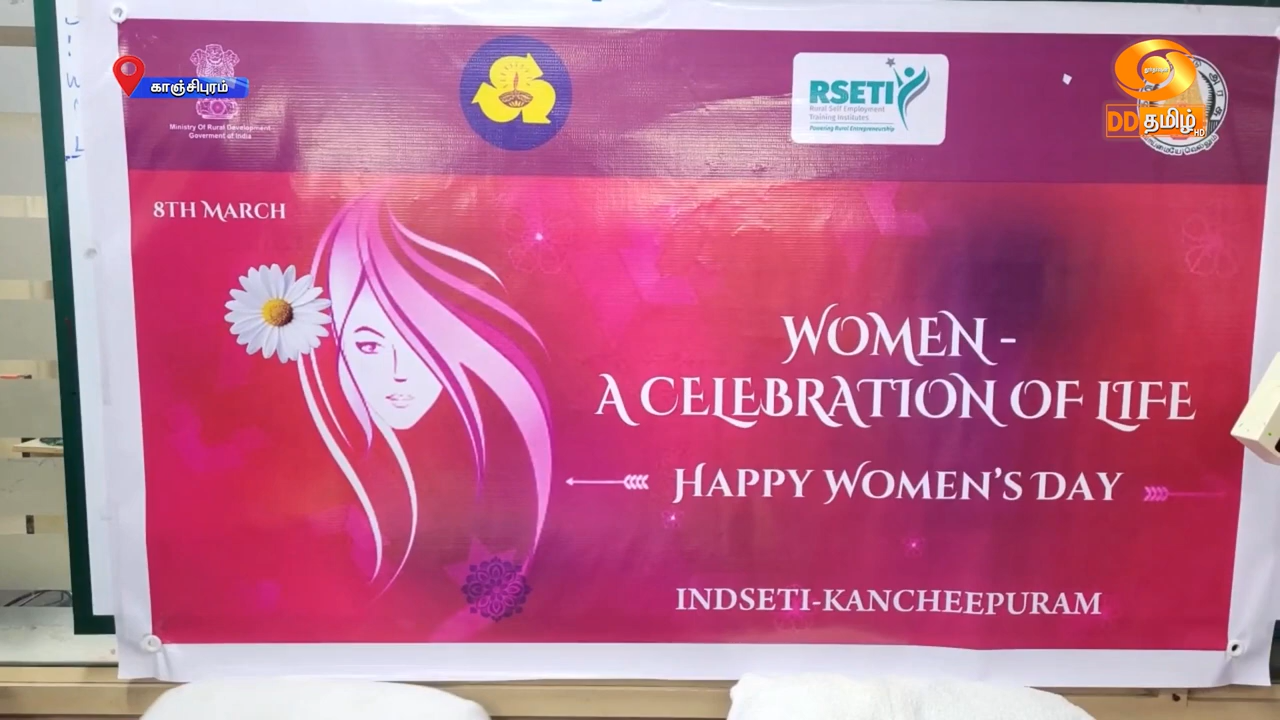 காஞ்சிபுரம்
Ministry Of Rural Development
Goverment of India
RSETI
Rural Self Employment
Training Institutes
Powering Rural Entrepreneurship
DD தமிழ் HD
8TH MARCH
WOMEN -
A CELEBRATION OF LIFE
HAPPY WOMEN'S DAY
INDSETI-KANCHEEPURAM